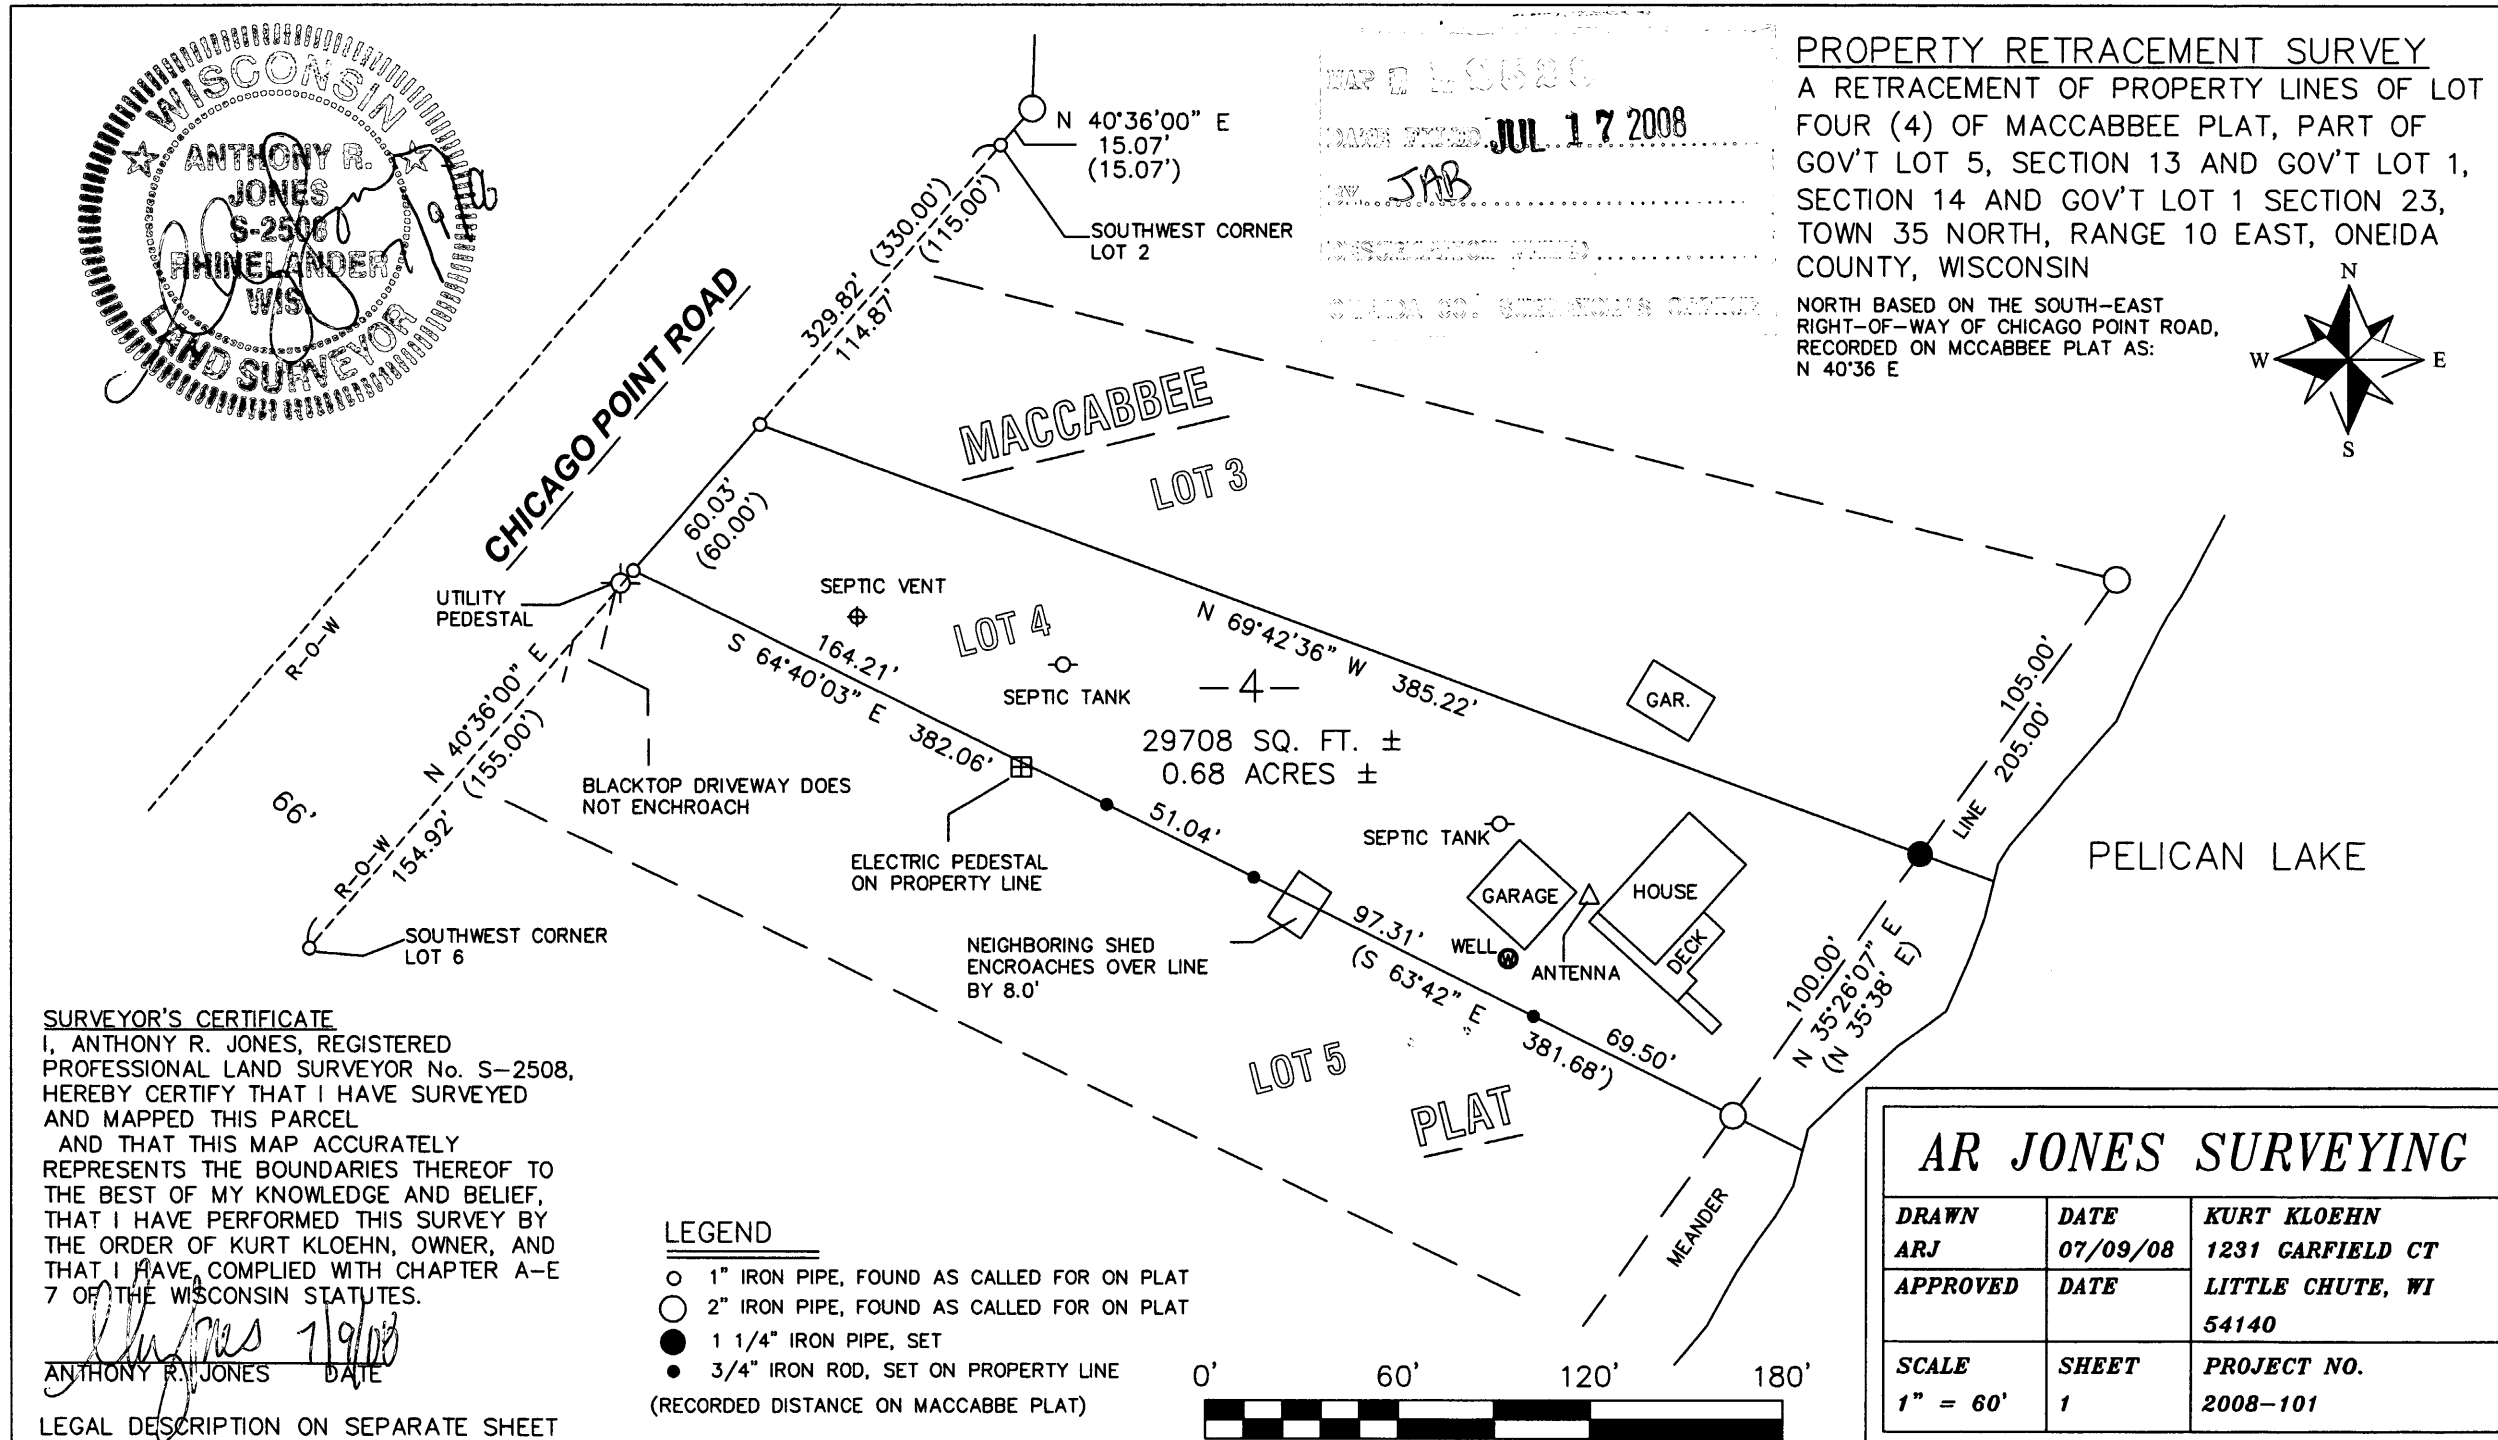 WISCONSIN
ANTHONY R.
JONES
S-2508
RHINELANDER
WIS.
LAND SURVEYOR
JUL 17 2008
JAB
PROPERTY RETRACEMENT SURVEY
A RETRACEMENT OF PROPERTY LINES OF LOT
FOUR (4) OF MACCABBEE PLAT, PART OF
GOV'T LOT 5, SECTION 13 AND GOV'T LOT 1,
SECTION 14 AND GOV'T LOT 1 SECTION 23,
TOWN 35 NORTH, RANGE 10 EAST, ONEIDA
COUNTY, WISCONSIN
NORTH BASED ON THE SOUTH-EAST
RIGHT-OF-WAY OF CHICAGO POINT ROAD,
RECORDED ON MCCABBEE PLAT AS:
N 40°36 E
N
W
E
S
N 40°36'00" E
15.07'
(15.07')
SOUTHWEST CORNER
LOT 2
329.82' (330.00')
114.87' (115.00')
CHICAGO POINT ROAD
MACCABBEE
LOT 3
60.03'
(60.00')
UTILITY
PEDESTAL
R-O-W
SEPTIC VENT
LOT 4
164.21'
S 64°40'03" E 382.06'
SEPTIC TANK
-4-
29708 SQ. FT. ±
0.68 ACRES ±
N 69°42'36" W 385.22'
GAR.
105.00'
LINE 205.00'
N 40°36'00" E
(155.00')
66'
R-O-W
154.92'
BLACKTOP DRIVEWAY DOES
NOT ENCHROACH
ELECTRIC PEDESTAL
ON PROPERTY LINE
51.04'
SEPTIC TANK
GARAGE
HOUSE
DECK
WELL
W
ANTENNA
PELICAN LAKE
SOUTHWEST CORNER
LOT 6
NEIGHBORING SHED
ENCROACHES OVER LINE
BY 8.0'
97.31'
(S 63°42" E 381.68')
69.50'
100.00'
N 35°26'07" E
(N 35°38' E)
LOT 5
PLAT
MEANDER
SURVEYOR'S CERTIFICATE
I, ANTHONY R. JONES, REGISTERED
PROFESSIONAL LAND SURVEYOR No. S-2508,
HEREBY CERTIFY THAT I HAVE SURVEYED
AND MAPPED THIS PARCEL
AND THAT THIS MAP ACCURATELY
REPRESENTS THE BOUNDARIES THEREOF TO
THE BEST OF MY KNOWLEDGE AND BELIEF,
THAT I HAVE PERFORMED THIS SURVEY BY
THE ORDER OF KURT KLOEHN, OWNER, AND
THAT I HAVE COMPLIED WITH CHAPTER A-E
7 OF THE WISCONSIN STATUTES.
7/9/08
ANTHONY R. JONES DATE
LEGAL DESCRIPTION ON SEPARATE SHEET
LEGEND
1" IRON PIPE, FOUND AS CALLED FOR ON PLAT
2" IRON PIPE, FOUND AS CALLED FOR ON PLAT
1 1/4" IRON PIPE, SET
3/4" IRON ROD, SET ON PROPERTY LINE
(RECORDED DISTANCE ON MACCABBE PLAT)
0' 60' 120' 180'
AR JONES SURVEYING
DRAWN
ARJ
DATE
07/09/08
KURT KLOEHN
1231 GARFIELD CT
LITTLE CHUTE, WI
54140
APPROVED
DATE
SCALE
1" = 60'
SHEET
1
PROJECT NO.
2008-101